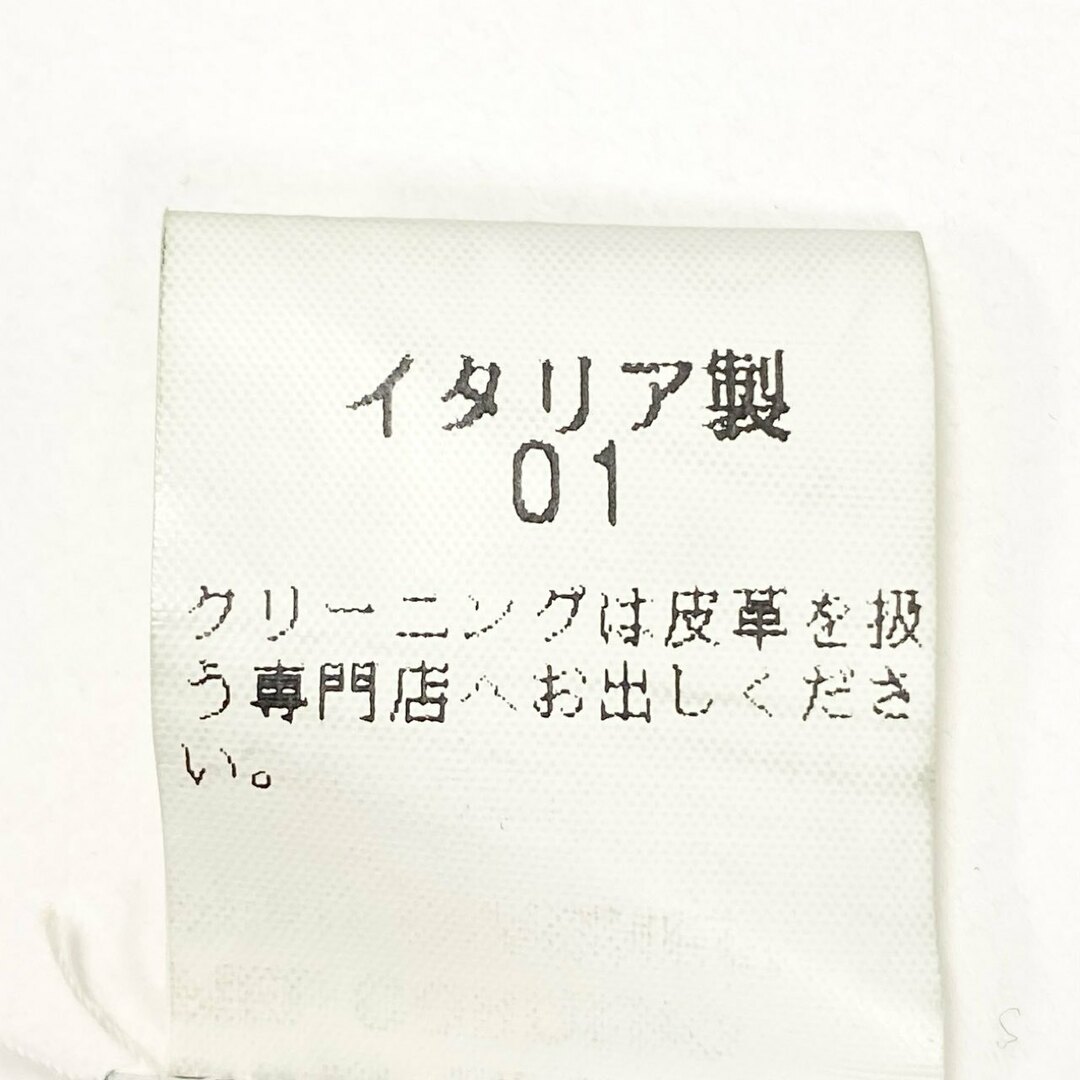 イタリア製
01
クリーニングは皮革を扱
う専門店へお出しくださ
い。